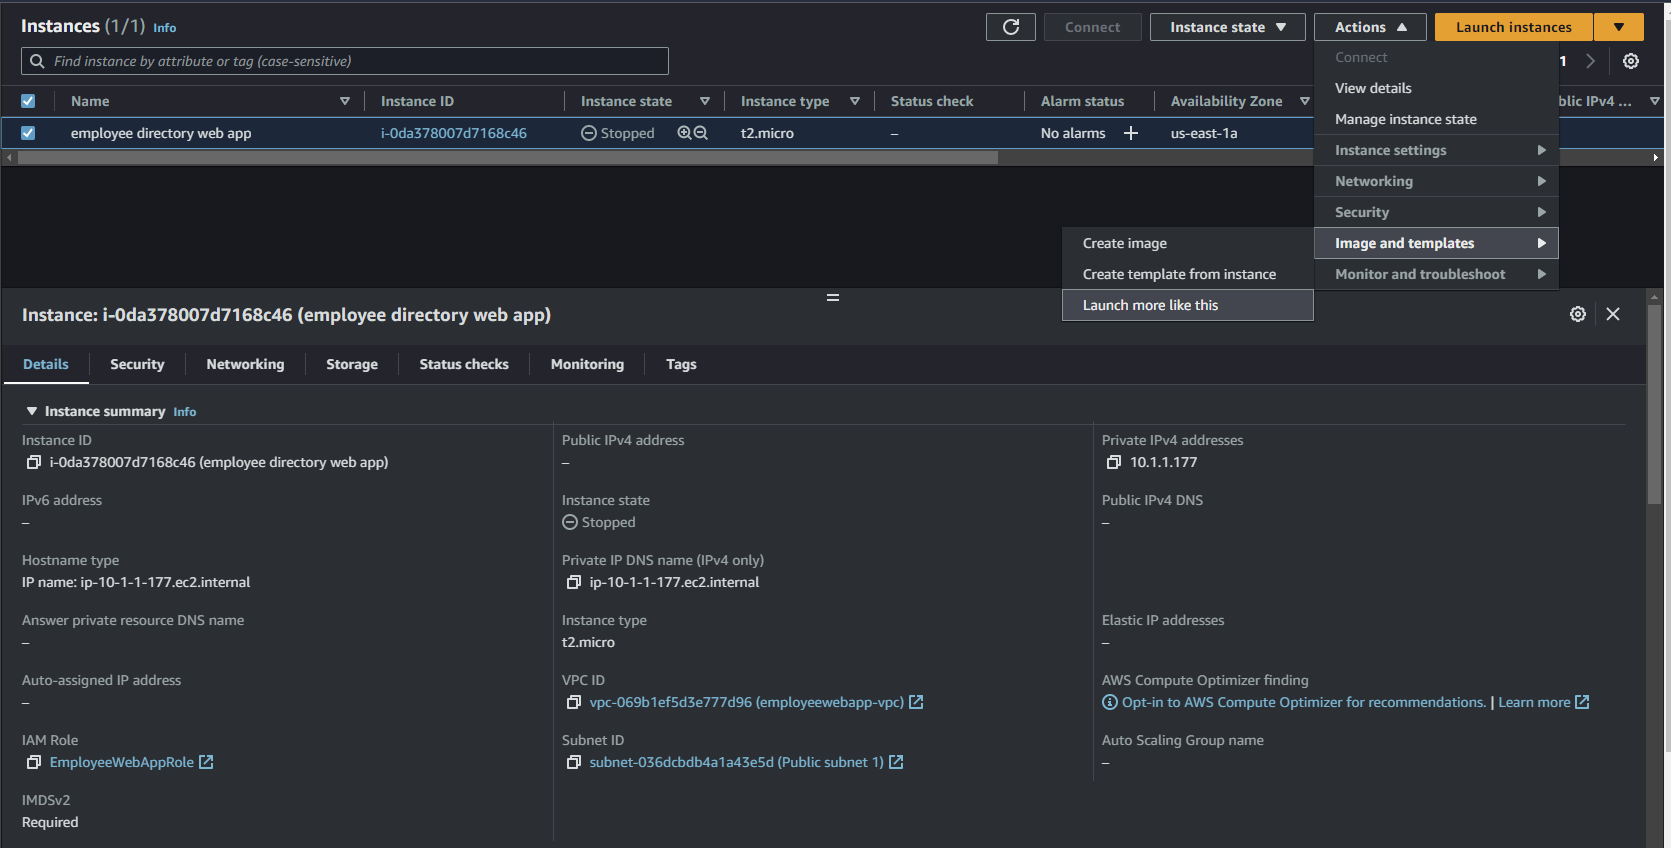 Instances (1/1) Info
Connect
Instance state
Actions
Launch instances
Find instance by attribute or tag (case-sensitive)
1
Name
Instance ID
Instance state
Instance type
Status check
Alarm status
Availability Zone
blic IPv4 ...
employee directory web app
i-0da378007d7168c46
Stopped
t2.micro
–
No alarms
us-east-1a
Connect
View details
Manage instance state
Instance settings
Networking
Security
Image and templates
Monitor and troubleshoot
Create image
Create template from instance
Launch more like this
Instance: i-0da378007d7168c46 (employee directory web app)
Details
Security
Networking
Storage
Status checks
Monitoring
Tags
Instance summary Info
Instance ID
i-0da378007d7168c46 (employee directory web app)
Public IPv4 address
–
Private IPv4 addresses
10.1.1.177
IPv6 address
–
Instance state
Stopped
Public IPv4 DNS
–
Hostname type
IP name: ip-10-1-1-177.ec2.internal
Private IP DNS name (IPv4 only)
ip-10-1-1-177.ec2.internal
Answer private resource DNS name
–
Instance type
t2.micro
Elastic IP addresses
–
Auto-assigned IP address
–
VPC ID
vpc-069b1ef5d3e777d96 (employeewebapp-vpc)
AWS Compute Optimizer finding
Opt-in to AWS Compute Optimizer for recommendations. | Learn more
IAM Role
EmployeeWebAppRole
Subnet ID
subnet-036dcbdb4a1a43e5d (Public subnet 1)
Auto Scaling Group name
–
IMDSv2
Required